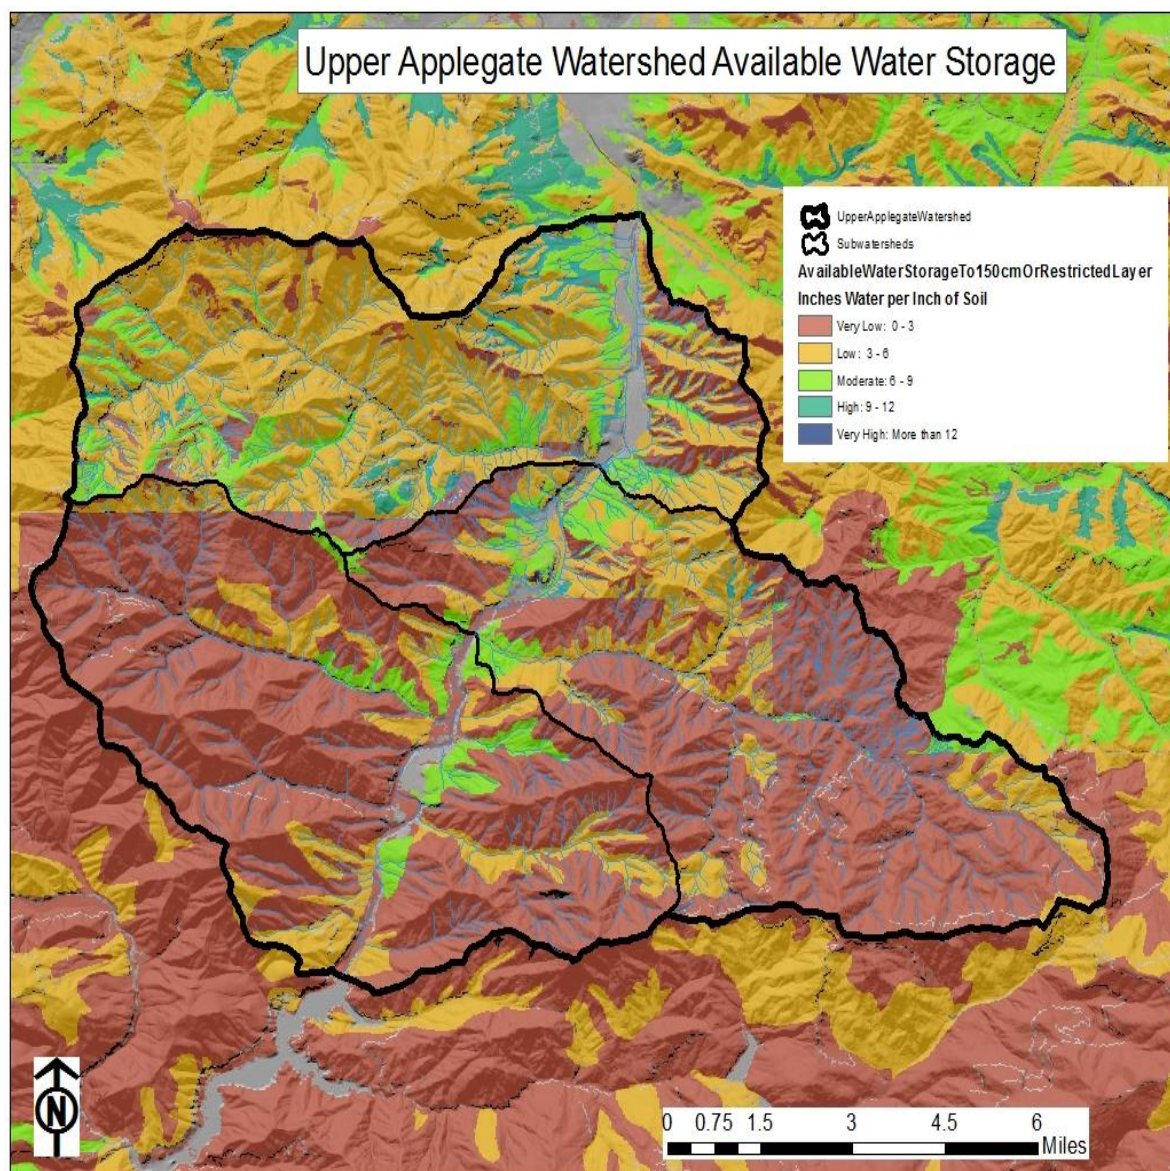 Upper Applegate Watershed Available Water Storage
UpperApplegateWatershed
Subwatersheds
AvailableWaterStorageTo150cmOrRestrictedLayer
Inches Water per Inch of Soil
Very Low: 0 - 3
Low: 3 - 6
Moderate: 6 - 9
High: 9 - 12
Very High: More than 12
N
0 0.75 1.5 3 4.5 6
Miles